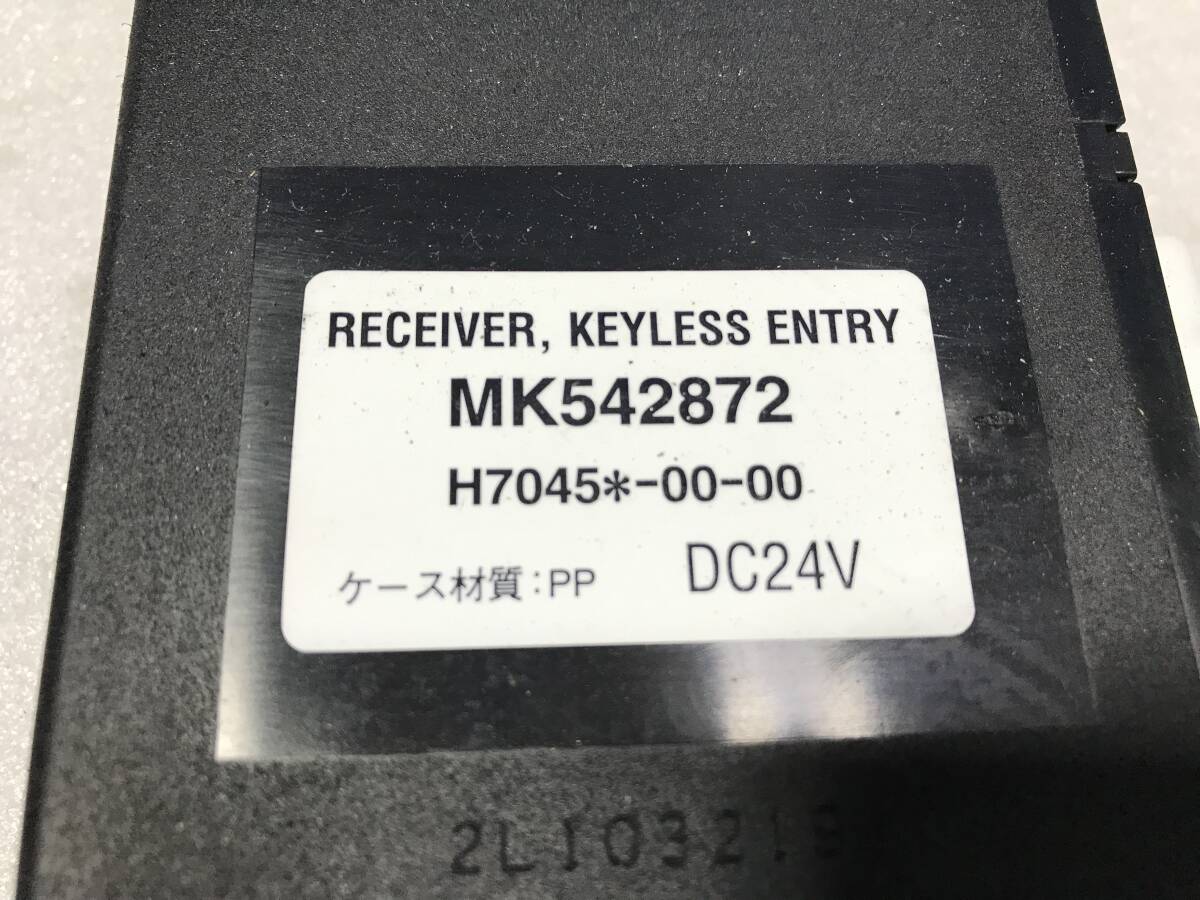 RECEIVER, KEYLESS ENTRY
MK542872
H7045*-00-00
ケース材質:PP DC24V